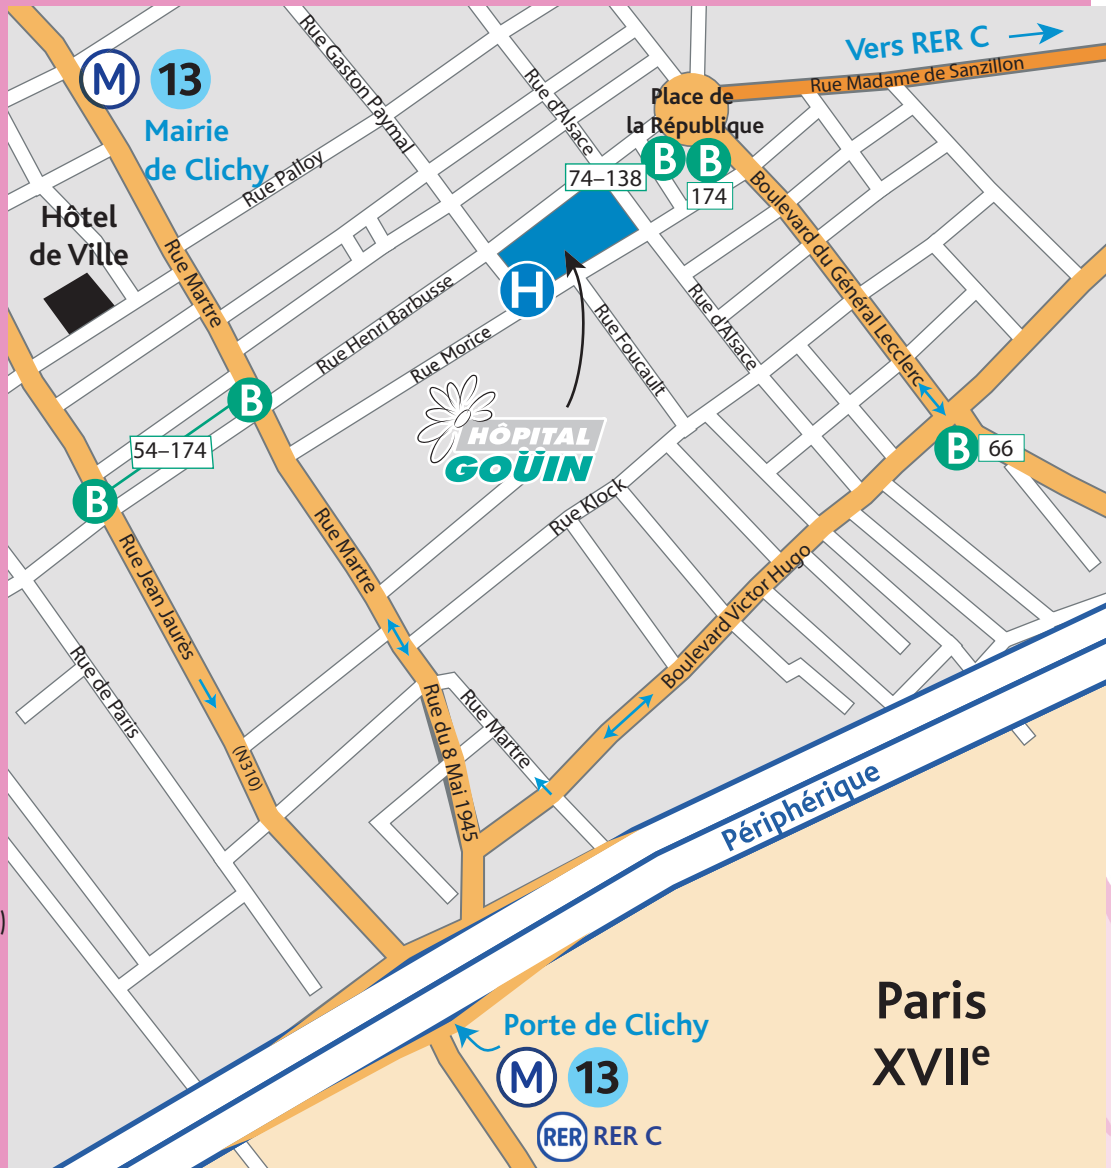 Vers RER C
Rue Madame de Sanzillon
Rue Gaston Paymal
M
13
Mairie
de Clichy
Rue d'Alsace
Place de
la République
B
B
74–138
174
Rue Palloy
Hôtel
de Ville
Boulevard du Général Lecclerc
Rue Martre
H
Rue Henri Barbusse
Rue Morice
Rue Foucault
Rue d'Alsace
B
HÔPITAL
GOÜIN
54–174
B
B
66
Rue Klock
Rue Martre
Rue Jean Jaurès
Boulevard Victor Hugo
Rue de Paris
(N310)
Rue du 8 Mai 1945
Rue Martre
Périphérique
)
Porte de Clichy
M
13
RER
RER C
Paris
XVIIe